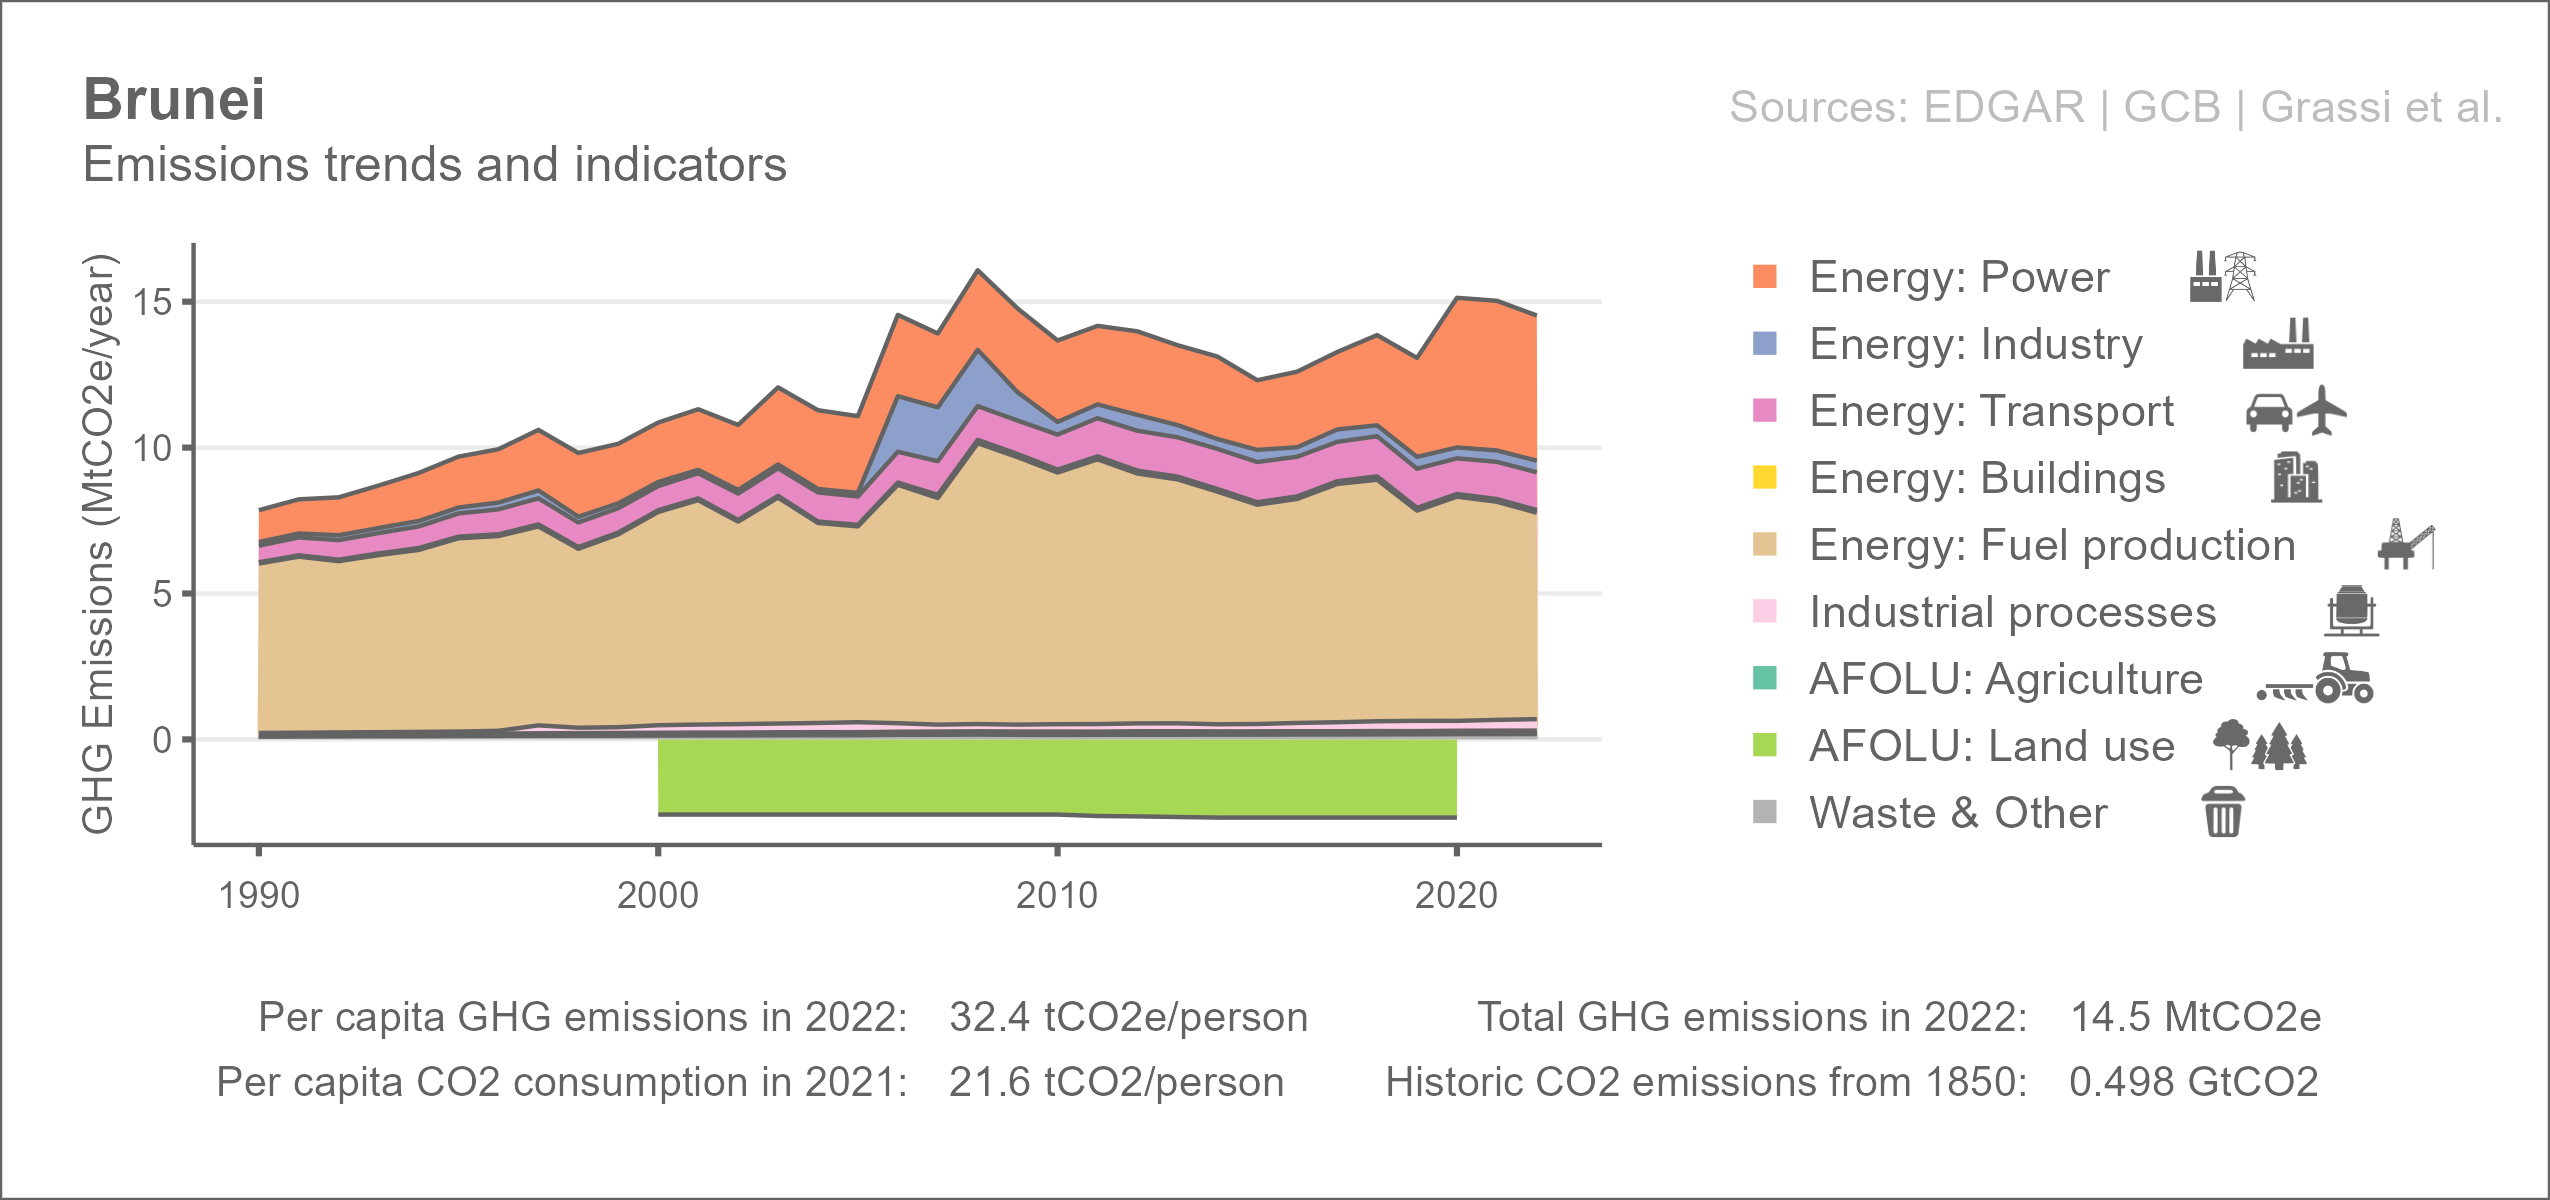 Brunei
Sources: EDGAR | GCB | Grassi et al.
Emissions trends and indicators
GHG Emissions (MtCO2e/year)
15
10
5
0
1990
2000
2010
2020
Energy: Power
Energy: Industry
Energy: Transport
Energy: Buildings
Energy: Fuel production
Industrial processes
AFOLU: Agriculture
AFOLU: Land use
Waste & Other
Per capita GHG emissions in 2022: 32.4 tCO2e/person
Total GHG emissions in 2022: 14.5 MtCO2e
Per capita CO2 consumption in 2021: 21.6 tCO2/person
Historic CO2 emissions from 1850: 0.498 GtCO2